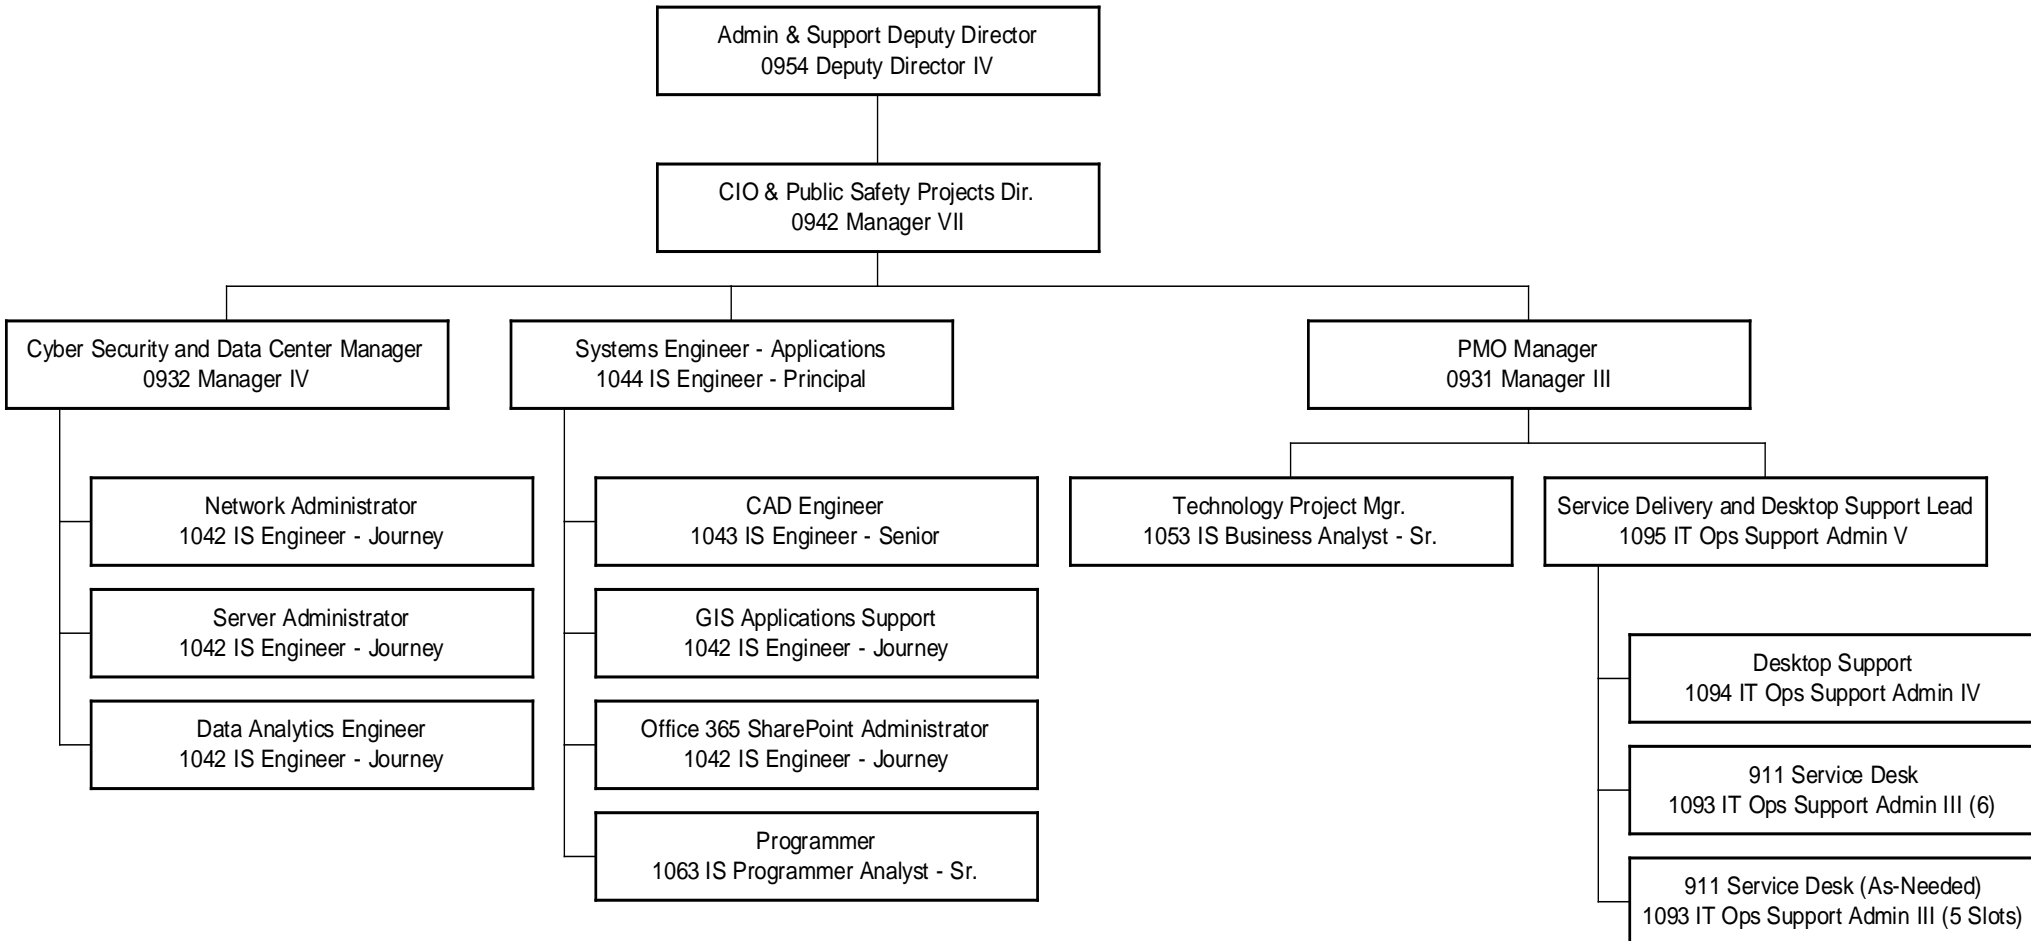 Admin & Support Deputy Director
0954 Deputy Director IV
CIO & Public Safety Projects Dir.
0942 Manager VII
Cyber Security and Data Center Manager
0932 Manager IV
Systems Engineer - Applications
1044 IS Engineer - Principal
PMO Manager
0931 Manager III
Network Administrator
1042 IS Engineer - Journey
Server Administrator
1042 IS Engineer - Journey
Data Analytics Engineer
1042 IS Engineer - Journey
CAD Engineer
1043 IS Engineer - Senior
GIS Applications Support
1042 IS Engineer - Journey
Office 365 SharePoint Administrator
1042 IS Engineer - Journey
Programmer
1063 IS Programmer Analyst - Sr.
Technology Project Mgr.
1053 IS Business Analyst - Sr.
Service Delivery and Desktop Support Lead
1095 IT Ops Support Admin V
Desktop Support
1094 IT Ops Support Admin IV
911 Service Desk
1093 IT Ops Support Admin III (6)
911 Service Desk (As-Needed)
1093 IT Ops Support Admin III (5 Slots)